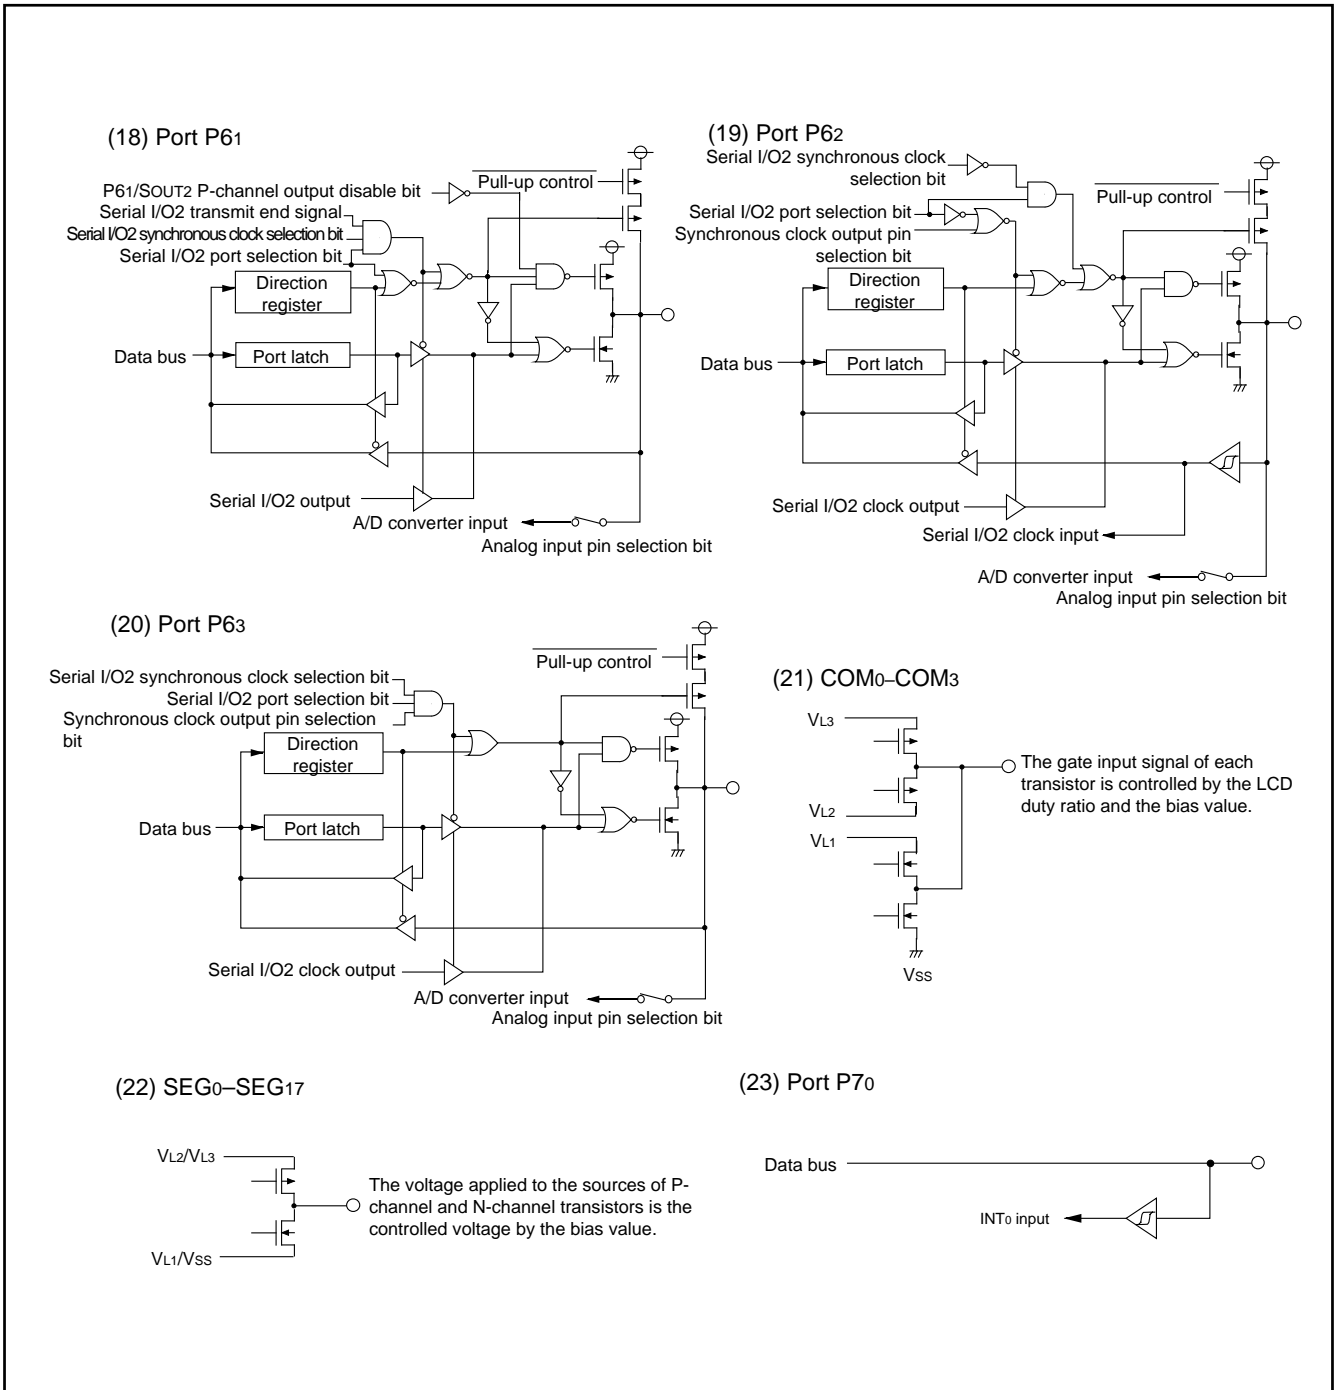 (18) Port P61
P61/SOUT2 P-channel output disable bit
Serial I/O2 transmit end signal
Serial I/O2 synchronous clock selection bit
Serial I/O2 port selection bit
Pull-up control
Direction
register
Data bus
Port latch
Serial I/O2 output
A/D converter input
Analog input pin selection bit
(19) Port P62
Serial I/O2 synchronous clock
selection bit
Pull-up control
Serial I/O2 port selection bit
Synchronous clock output pin
selection bit
Direction
register
Data bus
Port latch
Serial I/O2 clock output
Serial I/O2 clock input
A/D converter input
Analog input pin selection bit
(20) Port P63
Pull-up control
Serial I/O2 synchronous clock selection bit
Serial I/O2 port selection bit
Synchronous clock output pin selection
bit
Direction
register
Data bus
Port latch
Serial I/O2 clock output
A/D converter input
Analog input pin selection bit
(21) COM0–COM3
VL3
VL2
VL1
VSS
The gate input signal of each
transistor is controlled by the LCD
duty ratio and the bias value.
(22) SEG0–SEG17
VL2/VL3
VL1/VSS
The voltage applied to the sources of P-
channel and N-channel transistors is the
controlled voltage by the bias value.
(23) Port P70
Data bus
INT0 input